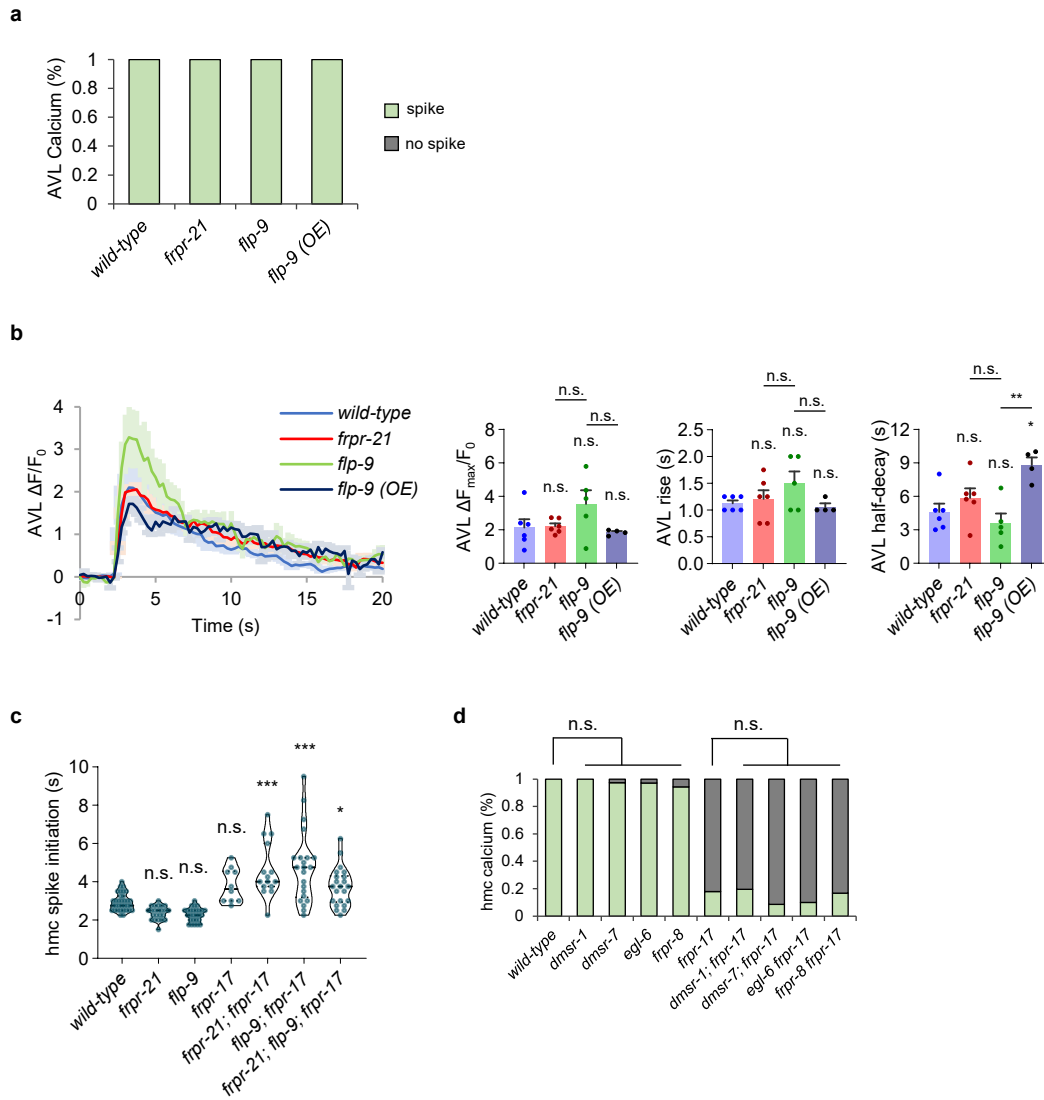 a
AVL Calcium (%)
1
0.8
0.6
0.4
0.2
0
wild-type
frpr-21
flp-9
flp-9 (OE)
spike
no spike
b
AVL ΔF/F0
4
3
2
1
0
-1
0
5
10
15
20
Time (s)
wild-type
frpr-21
flp-9
flp-9 (OE)
AVL ΔFmax/F0
8
6
4
2
0
n.s.
n.s.
n.s.
n.s.
n.s.
wild-type
frpr-21
flp-9
flp-9 (OE)
AVL rise (s)
2.5
2.0
1.5
1.0
0.5
0.0
n.s.
n.s.
n.s.
n.s.
n.s.
wild-type
frpr-21
flp-9
flp-9 (OE)
AVL half-decay (s)
12
9
6
3
0
n.s.
**
n.s.
n.s.
*
wild-type
frpr-21
flp-9
flp-9 (OE)
c
hmc spike initiation (s)
10
8
6
4
2
0
n.s.
n.s.
n.s.
***
***
*
wild-type
frpr-21
flp-9
frpr-17
frpr-21; frpr-17
flp-9; frpr-17
frpr-21; flp-9; frpr-17
d
n.s.
n.s.
hmc calcium (%)
1
0.8
0.6
0.4
0.2
0
wild-type
dmsr-1
dmsr-7
egl-6
frpr-8
frpr-17
dmsr-1; frpr-17
dmsr-7; frpr-17
egl-6 frpr-17
frpr-8 frpr-17